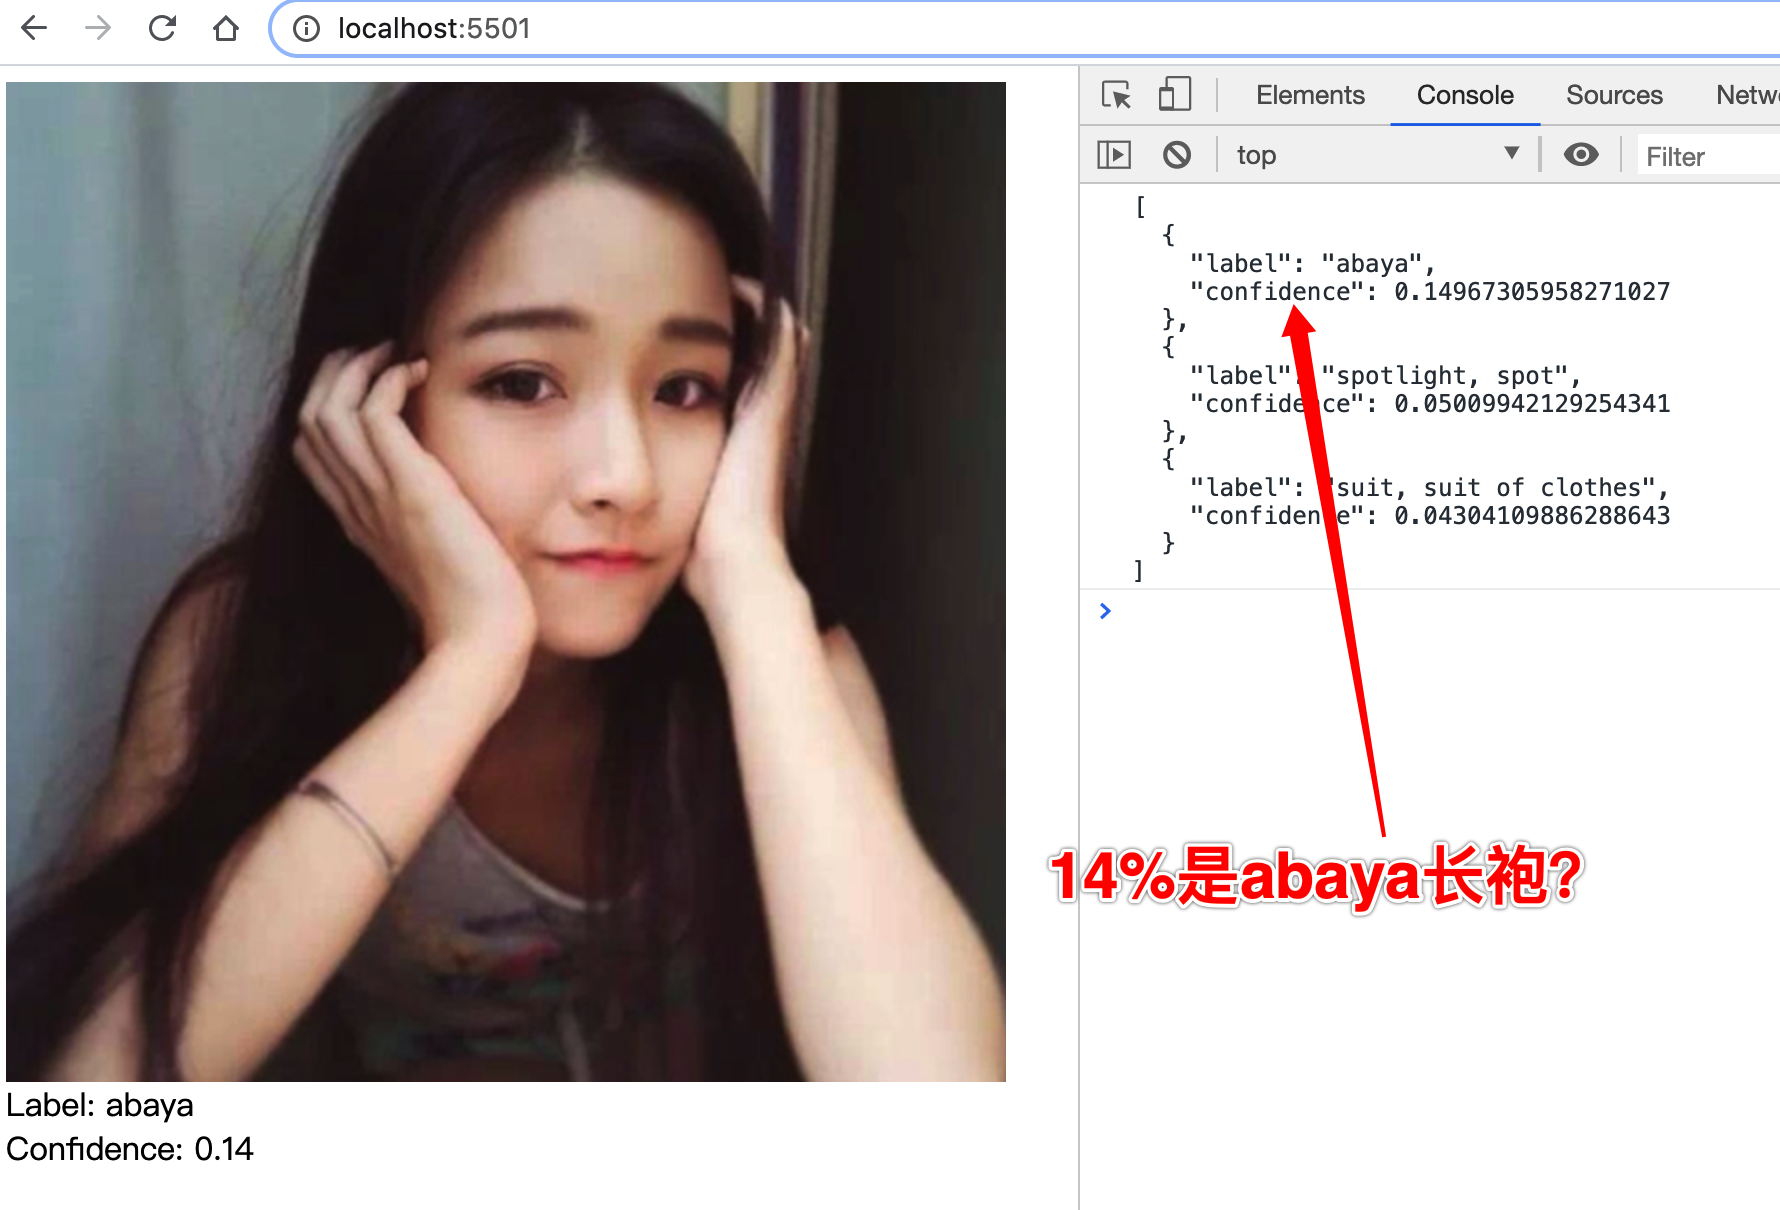 localhost:5501
Elements Console Sources Netw
top Filter
[
{
"label": "abaya",
"confidence": 0.14967305958271027
},
{
"label": "spotlight, spot",
"confidence": 0.05009942129254341
},
{
"label": "suit, suit of clothes",
"confidence": 0.04304109886288643
}
]
14%是abaya长袍?
Label: abaya
Confidence: 0.14